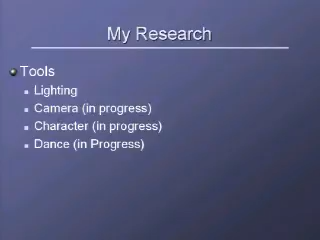 My Research
Tools
Lighting
Camera (in progress)
Character (in progress)
Dance (in Progress)